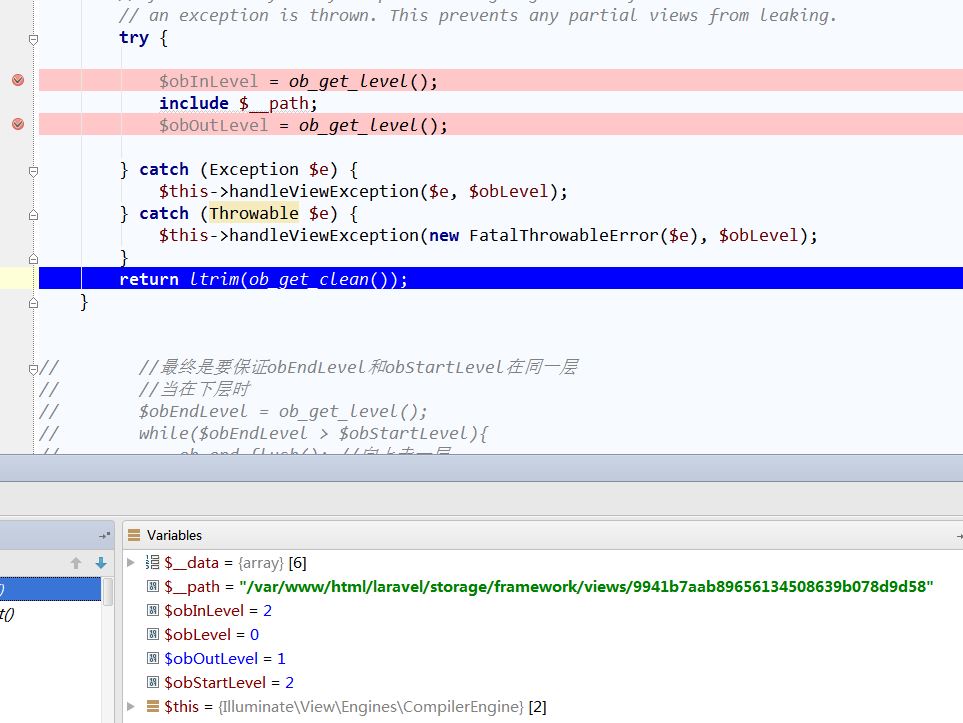 // an exception is thrown. This prevents any partial views from leaking.
try {
$obInLevel = ob_get_level();
include $__path;
$obOutLevel = ob_get_level();
} catch (Exception $e) {
$this->handleViewException($e, $obLevel);
} catch (Throwable $e) {
$this->handleViewException(new FatalThrowableError($e), $obLevel);
}
return ltrim(ob_get_clean());
}
// //最终是要保证obEndLevel和obStartLevel在同一层
// //当在下层时
// $obEndLevel = ob_get_level();
// while($obEndLevel > $obStartLevel){
Variables
$__data = {array} [6]
$__path = "/var/www/html/laravel/storage/framework/views/9941b7aab89656134508639b078d9d58"
$obInLevel = 2
t()
$obLevel = 0
$obOutLevel = 1
$obStartLevel = 2
$this = {Illuminate\View\Engines\CompilerEngine} [2]